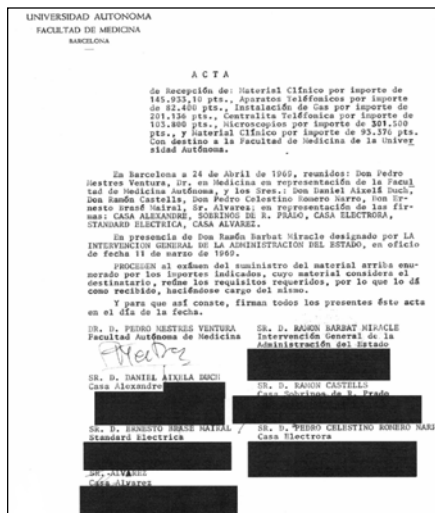 UNIVERSIDAD AUTONOMA
FACULTAD DE MEDICINA
BARCELONA
A C T A
de Recepción de: Material Clínico por importe de
145.933,10 pts., Aparatos Teléfomicos por importe
de 82.400 pts., Instalación de Gas por importe de
201.136 pts., Centralita Telefónica por importe de
103.800 pts., Microscopios por importe de 301.500
pts., y Material Clínico por importe de 93.376 pts.
Con destino a la Facultad de Medicina de la Univer
sidad Autónoma.
En Barcelona a 24 de Abril de 1969, reunidos: Don Pedro
Mestres Ventura, Dr. en Medicina en representación de la Facul
tad de Medicina Autónoma, y los Sres.: Don Daniel Aixelá Duch,
Don Ramón Castells, Don Pedro Celestino Romero Narro, Don Er-
nesto Brasé Mairal, Sr. Alvarez; en representación de las fir-
mas: CASA ALEXANDRE, SOBRINOS DE R. PRADO, CASA ELECTRORA,
STANDARD ELECTRICA, CASA ALVAREZ.
En presencia de Don Ramón Barbat Miracle designado por LA
INTERVENCION GENERAL DE LA ADMINISTRACION DEL ESTADO, en oficio
de fecha 11 de marzo de 1969.
PROCEDEN al exámen del suministro del material arriba enu-
merado por los importes indicados, cuyo material considera el
destinatario, reúne los requisitos requeridos, por lo que lo dá
como recibido, haciéndose cargo del mismo.
Y para que así conste, firman todos los presentes éste acta
en el día de la fecha.
DR. D. PEDRO MESTRES VENTURA
Facultad Autónoma de Medicina
SR. D. RAMON BARBAT MIRACLE
Intervención General de la
Administración del Estado
SR. D. DANIEL AIXELA DUCH
Casa Alexandre
SR. D. RAMON CASTELLS
Casa Sobrinos de R. Prado
SR. D. ERNESTO BRASE MAIRAL
Standard Electrica
SR. D. PEDRO CELESTINO ROMERO NARR
Casa Electrora
SR. ALVAREZ
Casa Alvarez